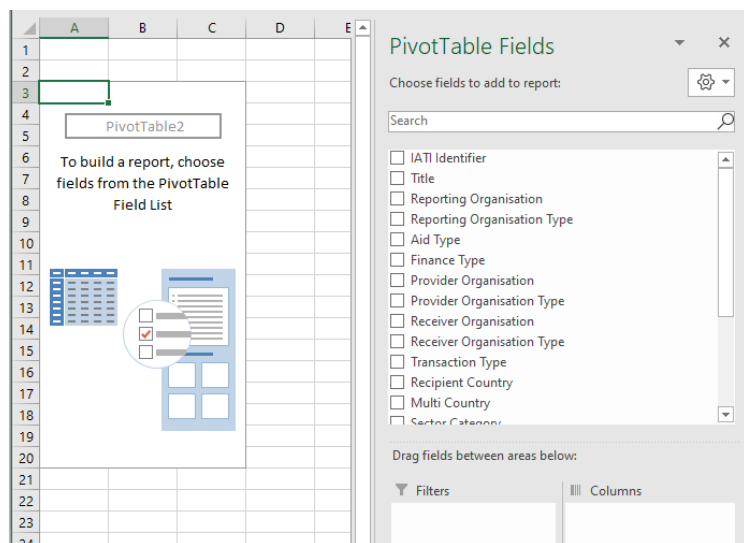 A B C D E
1
2
3
4
5
6
7
8
9
10
11
12
13
14
15
16
17
18
19
20
21
22
23
24
PivotTable2
To build a report, choose
fields from the PivotTable
Field List
PivotTable Fields
Choose fields to add to report:
Search
IATI Identifier
Title
Reporting Organisation
Reporting Organisation Type
Aid Type
Finance Type
Provider Organisation
Provider Organisation Type
Receiver Organisation
Receiver Organisation Type
Transaction Type
Recipient Country
Multi Country
Sector Category
Drag fields between areas below:
Filters
Columns